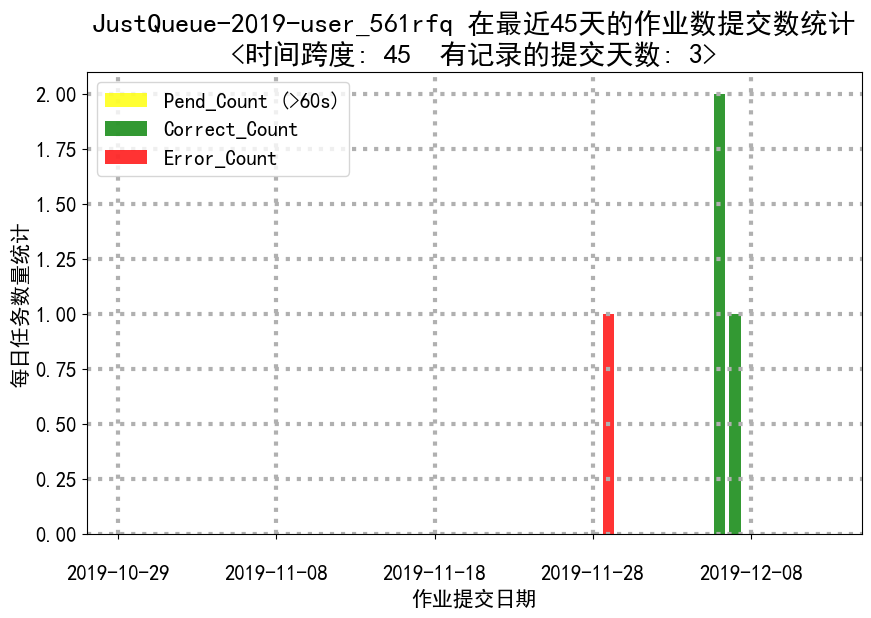 JustQueue-2019-user_561rfq 在最近45天的作业数提交数统计
<时间跨度: 45  有记录的提交天数: 3>
Pend_Count (>60s)
Correct_Count
Error_Count
每日任务数量统计
2.00
1.75
1.50
1.25
1.00
0.75
0.50
0.25
0.00
2019-10-29
2019-11-08
2019-11-18
2019-11-28
2019-12-08
作业提交日期